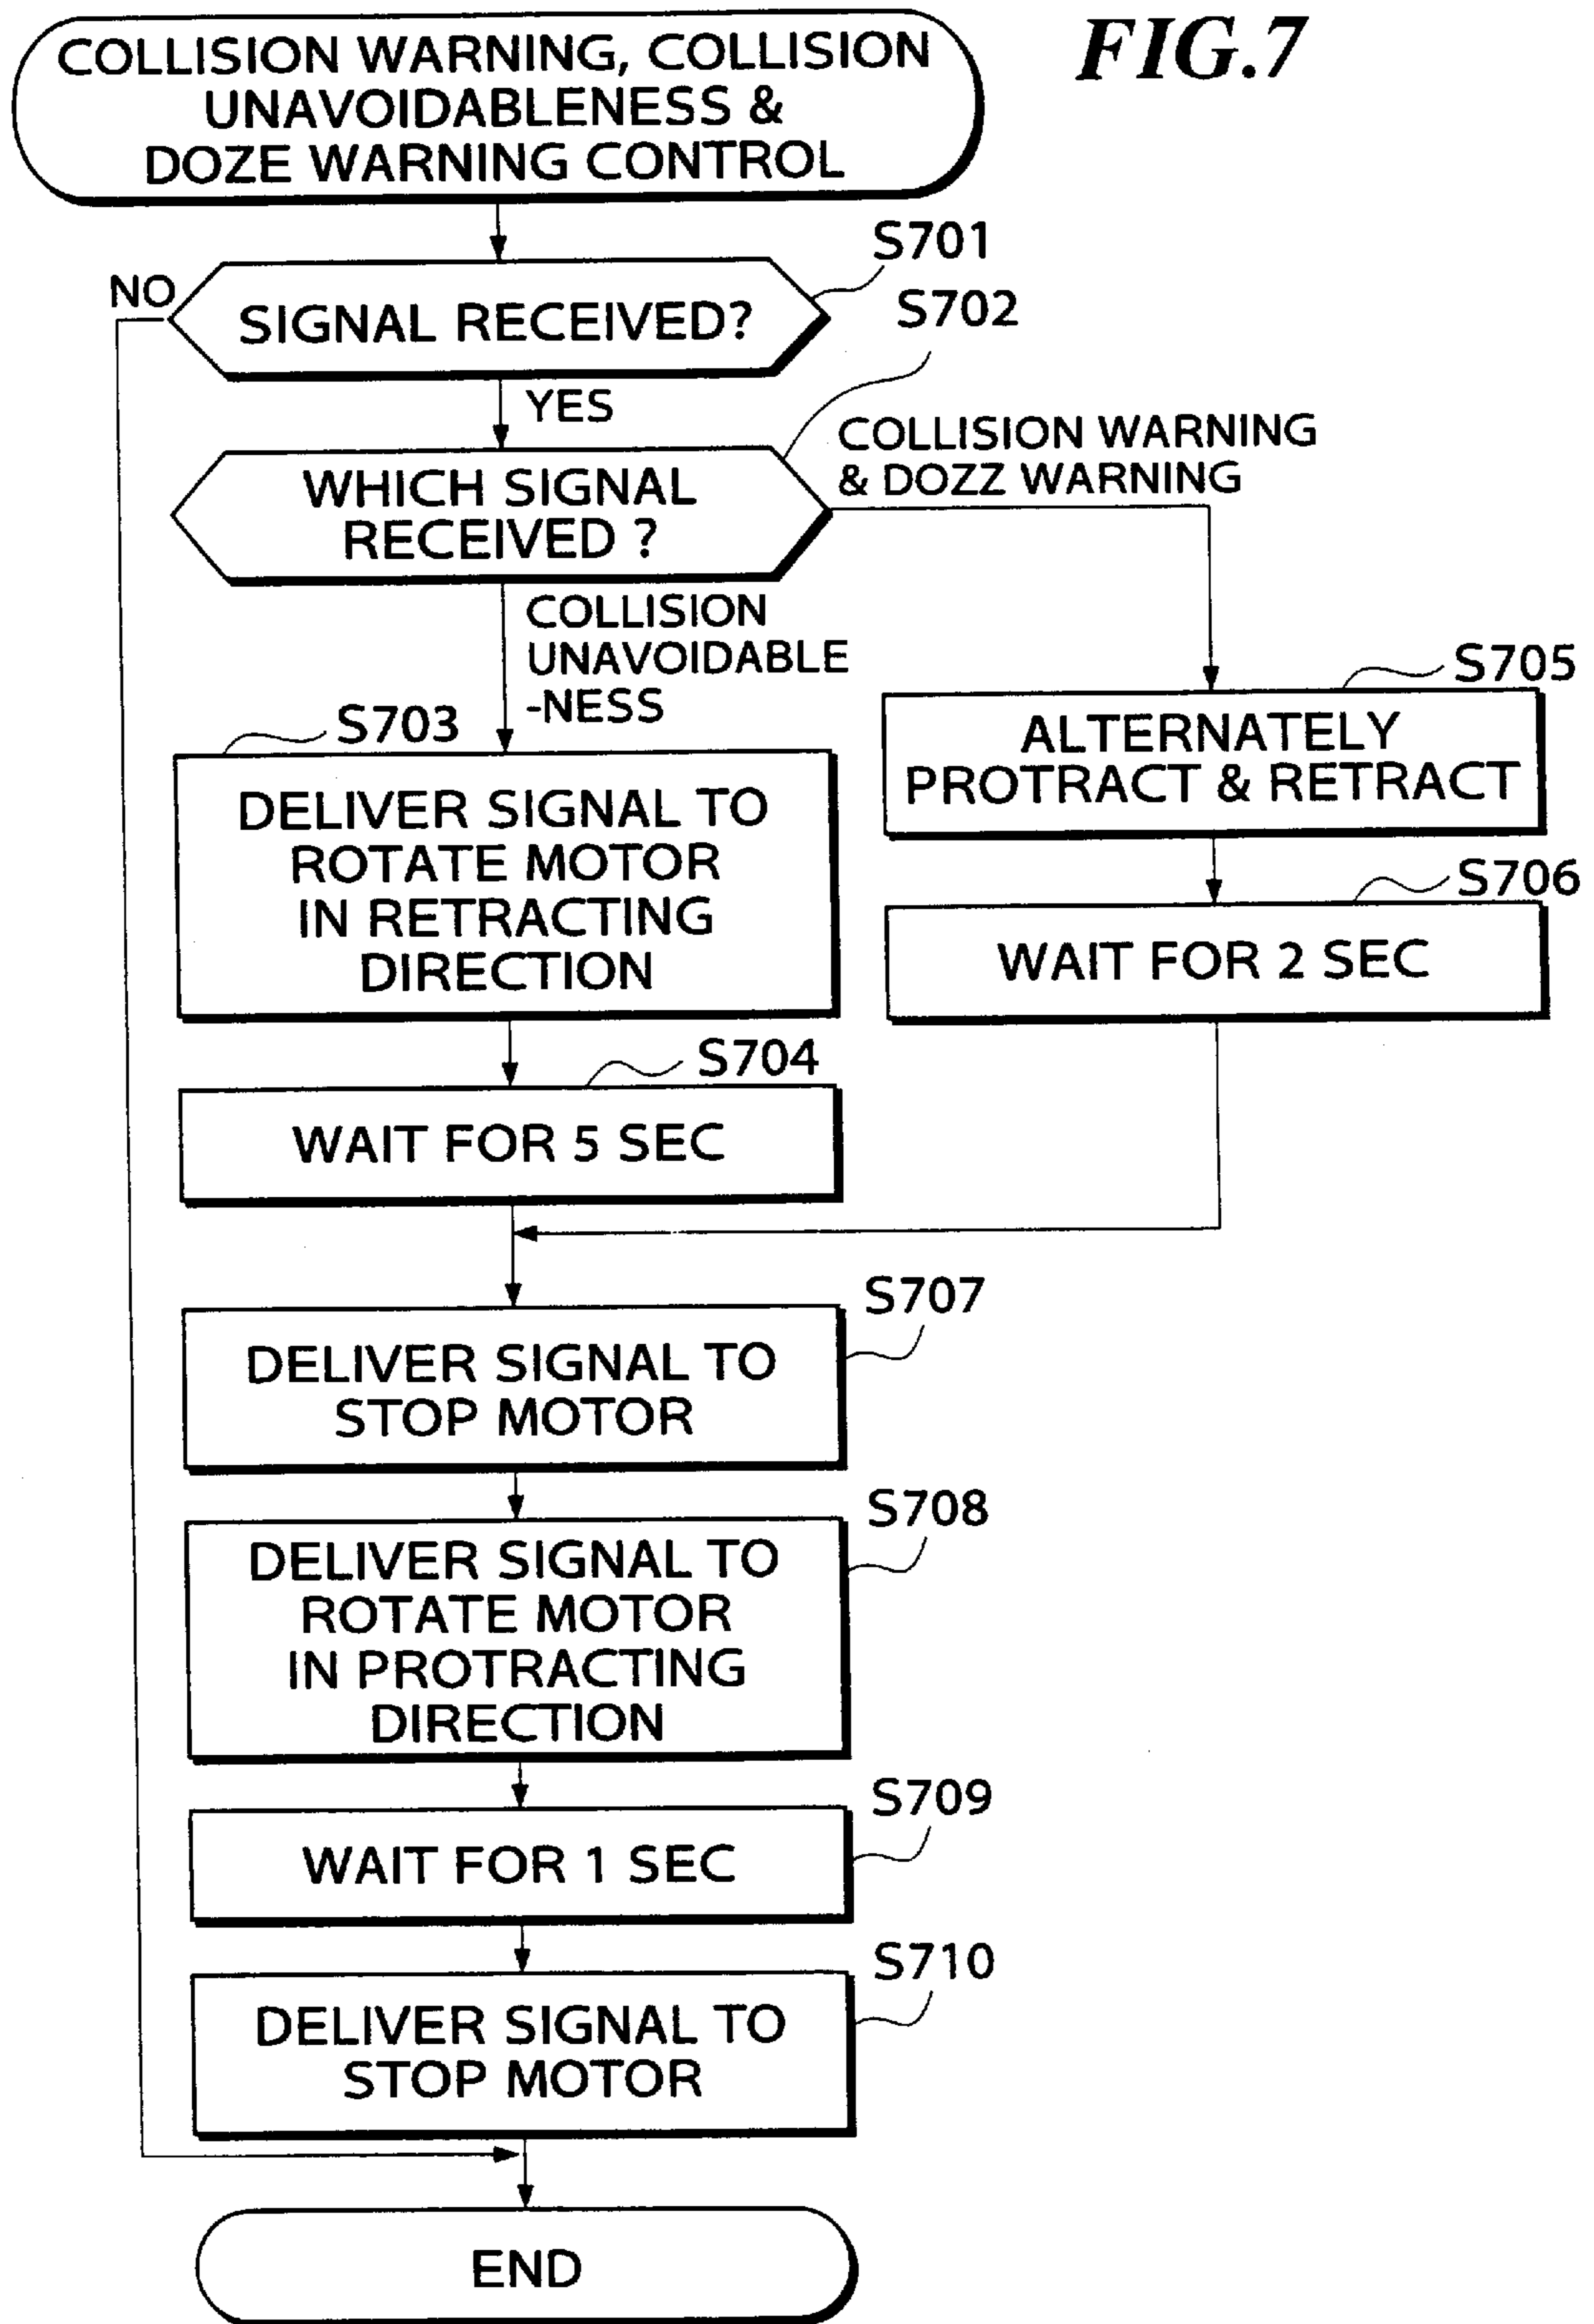 FIG.7
COLLISION WARNING, COLLISION
UNAVOIDABLENESS &
DOZE WARNING CONTROL
S701
NO
SIGNAL RECEIVED?
S702
YES
COLLISION WARNING
& DOZZ WARNING
WHICH SIGNAL
RECEIVED ?
COLLISION
UNAVOIDABLE
-NESS
S705
ALTERNATELY
PROTRACT & RETRACT
S703
DELIVER SIGNAL TO
ROTATE MOTOR
IN RETRACTING
DIRECTION
S706
WAIT FOR 2 SEC
S704
WAIT FOR 5 SEC
S707
DELIVER SIGNAL TO
STOP MOTOR
S708
DELIVER SIGNAL TO
ROTATE MOTOR
IN PROTRACTING
DIRECTION
S709
WAIT FOR 1 SEC
S710
DELIVER SIGNAL TO
STOP MOTOR
END